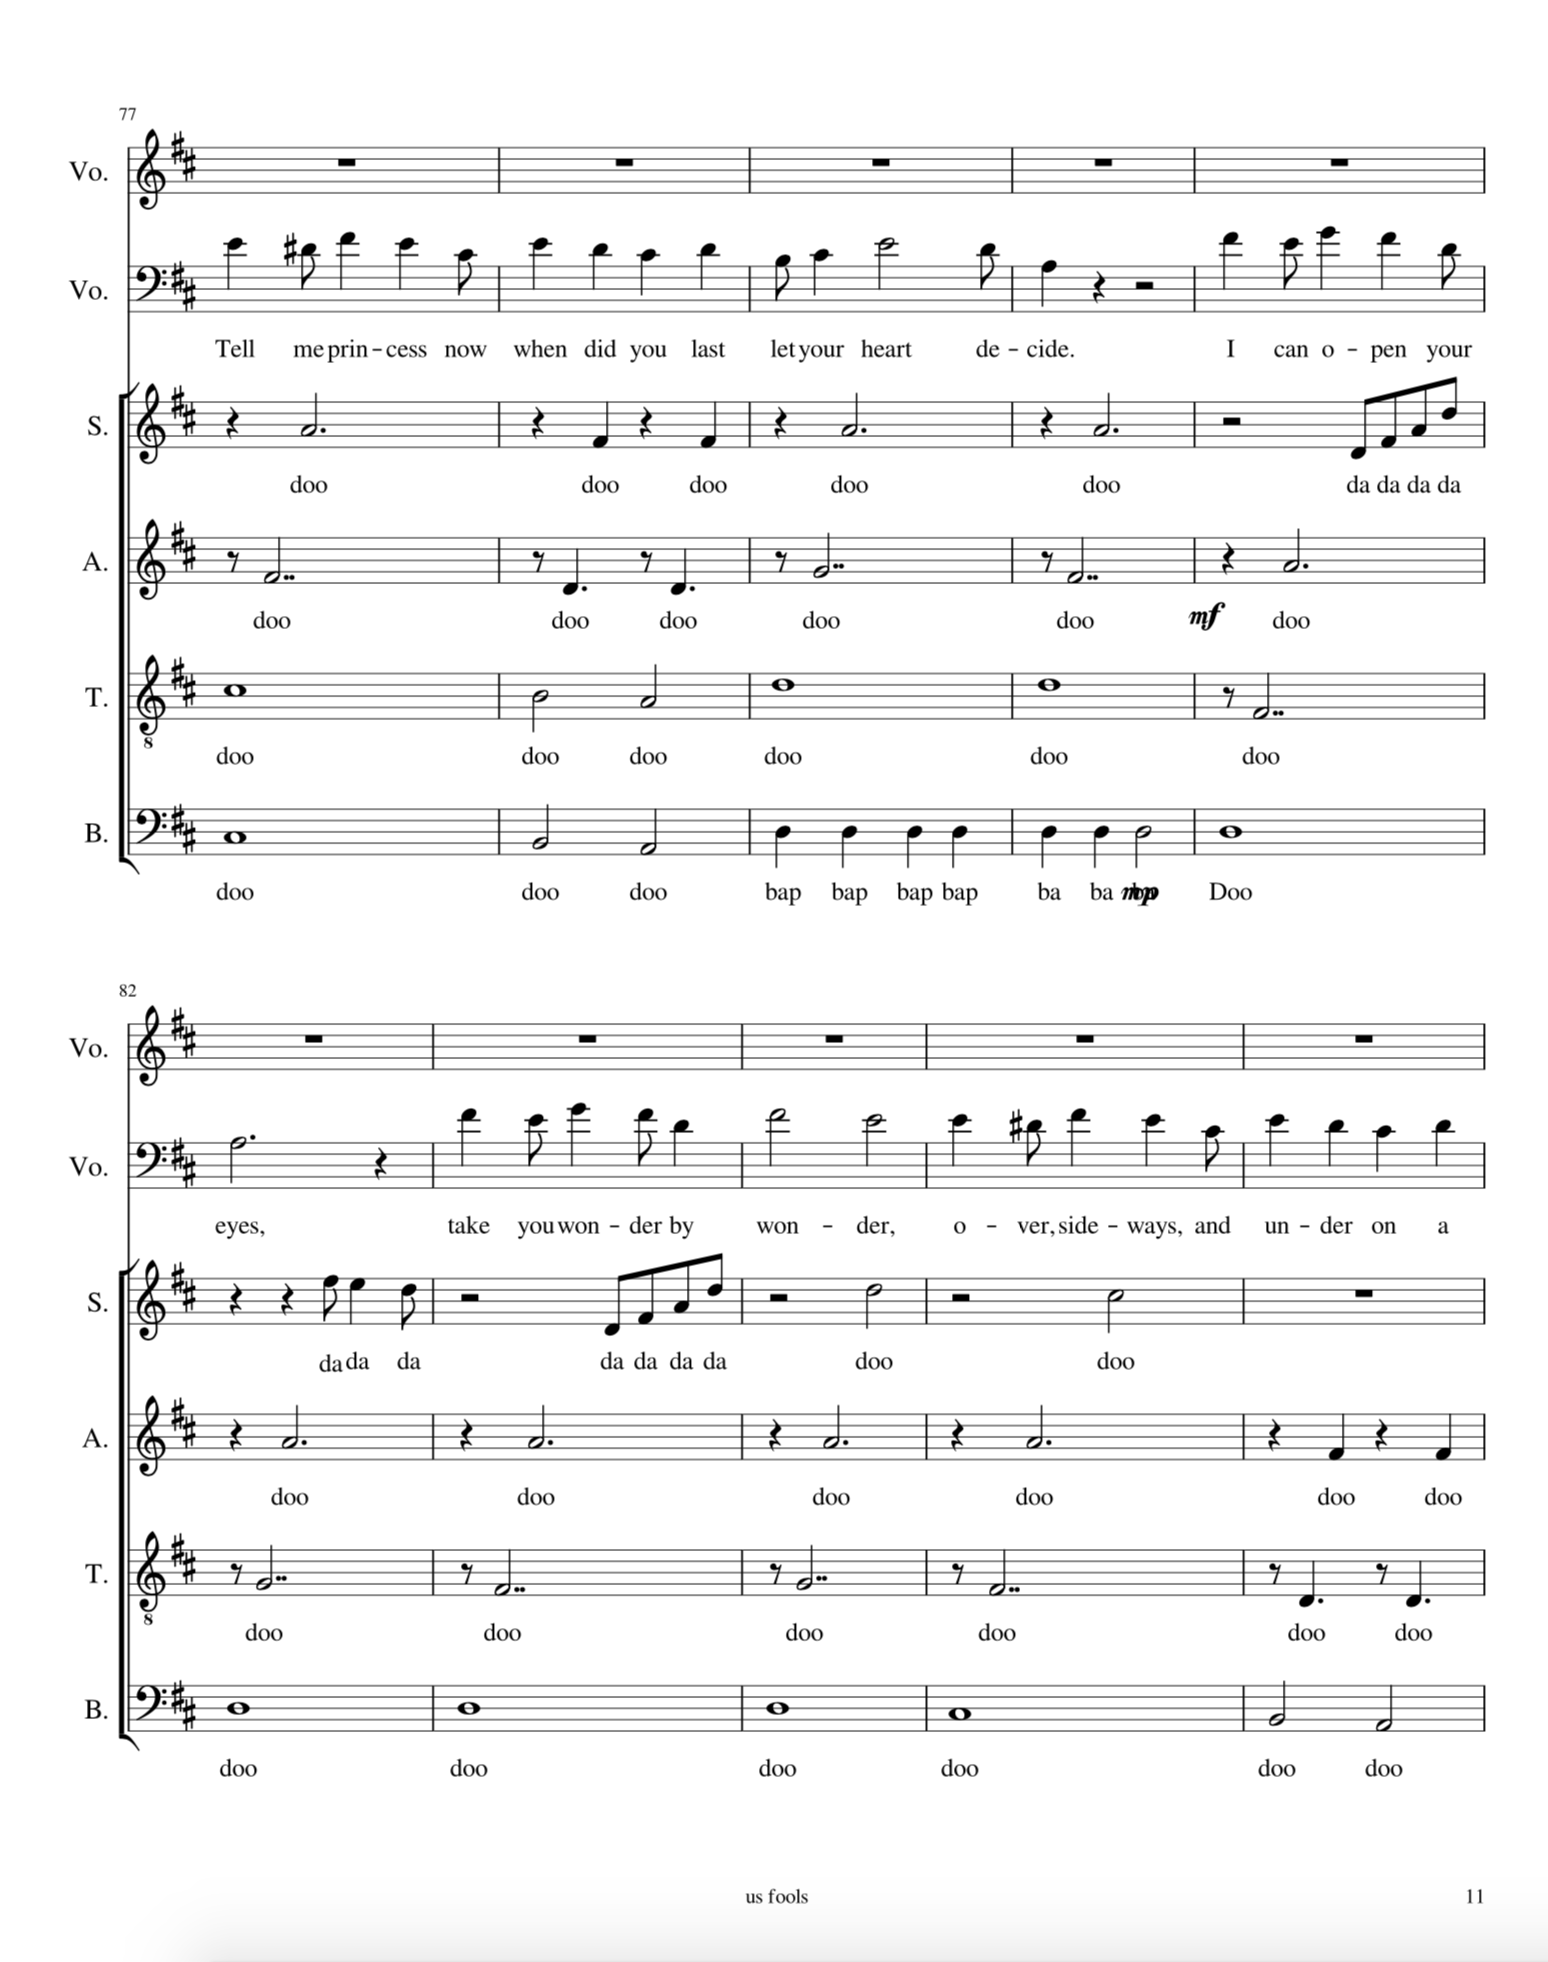 77
Vo.
Vo.
Tell me prin - cess now when did you last let your heart de - cide. I can o - pen your
S.
doo doo doo doo doo da da da da
A.
doo doo doo doo doo mf doo
T.
doo doo doo doo doo doo
B.
doo doo doo bap bap bap bap ba ba mp Doo
82
Vo.
Vo.
eyes, take you won - der by won - der, o - ver, side - ways, and un - der on a
S.
da da da da da da da doo doo
A.
doo doo doo doo doo doo
T.
doo doo doo doo doo doo
B.
doo doo doo doo doo doo
us fools 11